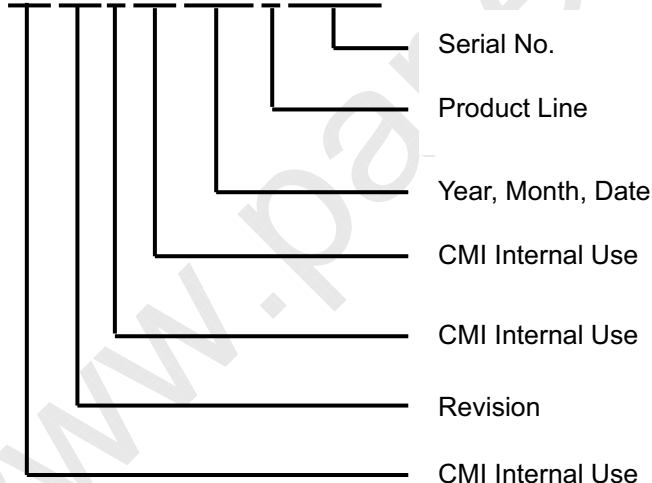 Serial No.
Product Line
Year, Month, Date
CMI Internal Use
CMI Internal Use
Revision
CMI Internal Use